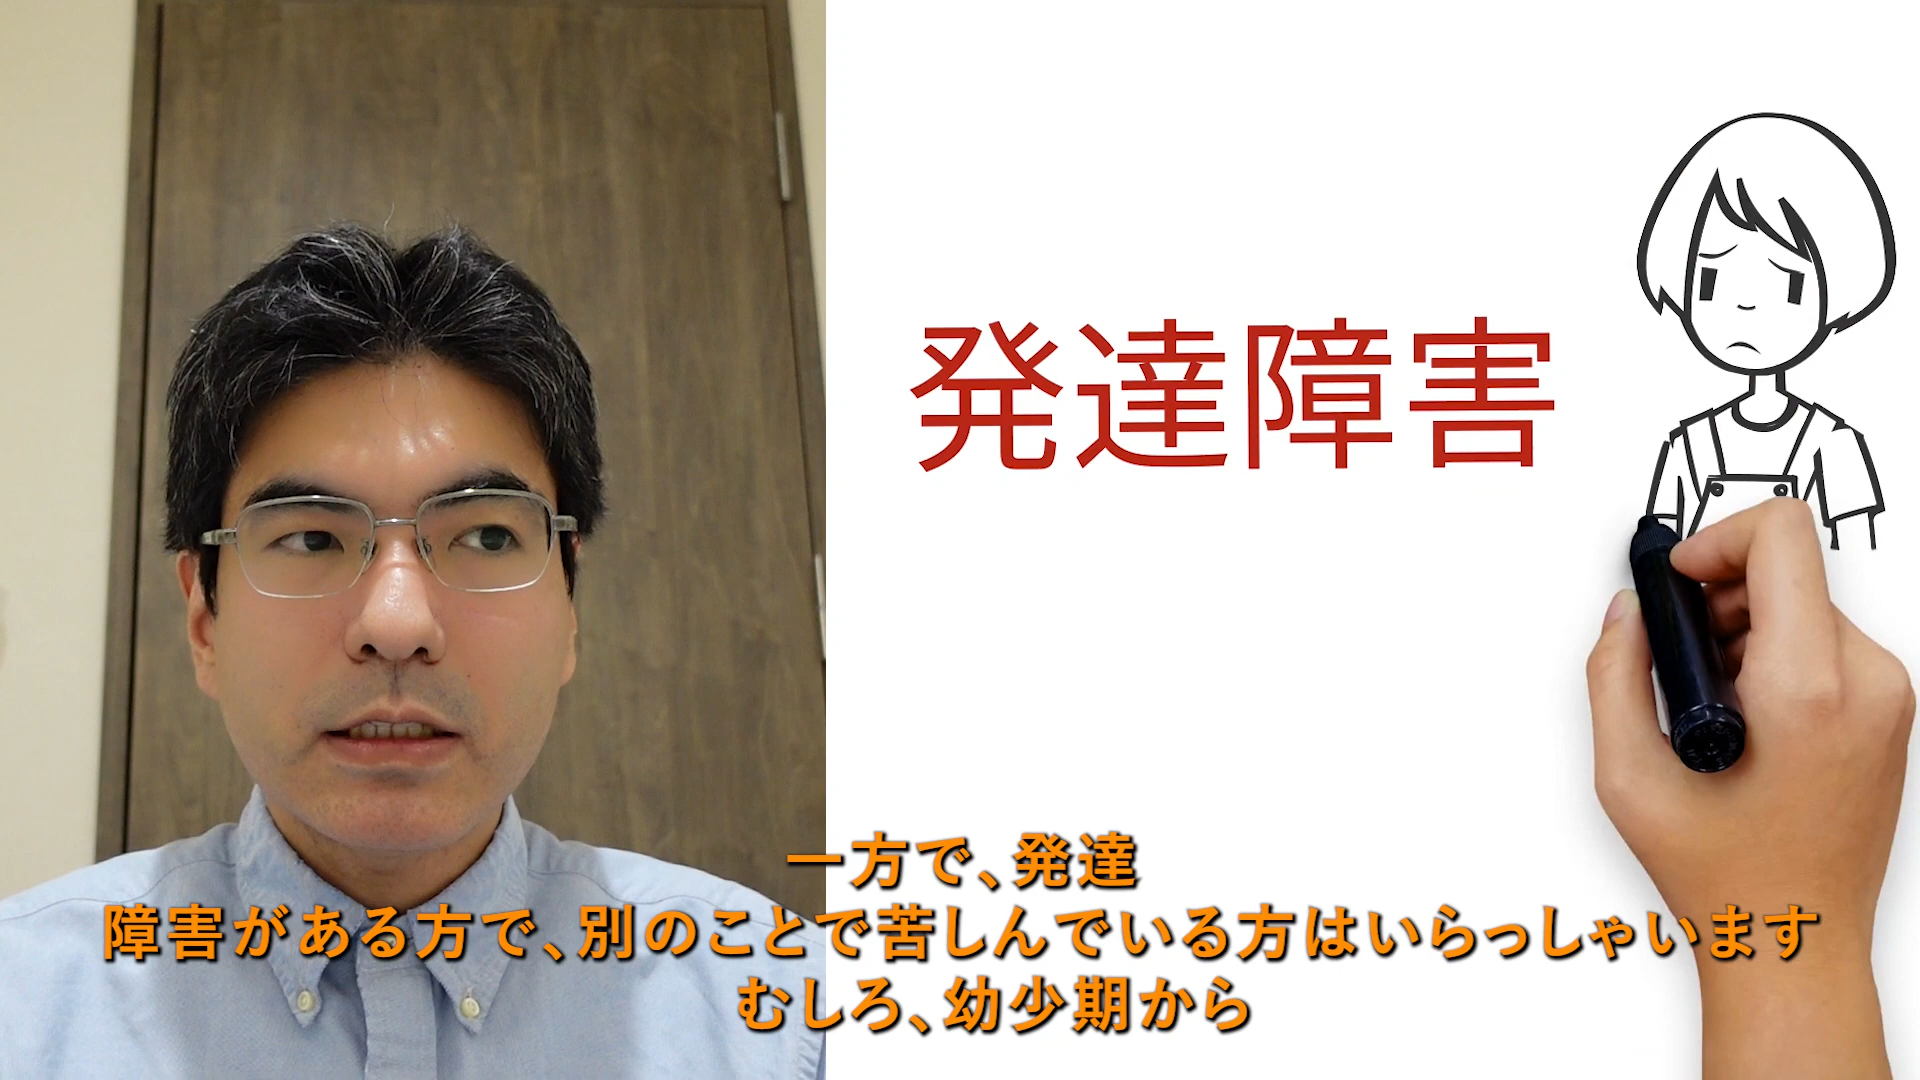 発達障害
一方で、発達
障害がある方で、別のことで苦しんでいる方はいらっしゃいます
むしろ、幼少期から